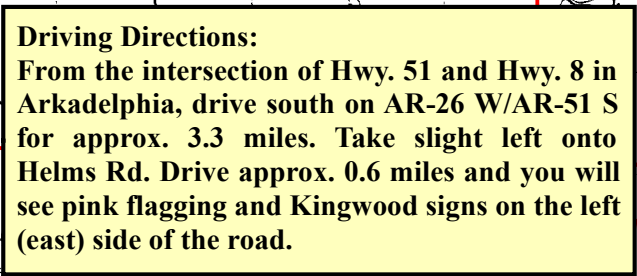 Driving Directions:
From the intersection of Hwy. 51 and Hwy. 8 in
Arkadelphia, drive south on AR-26 W/AR-51 S
for approx. 3.3 miles. Take slight left onto
Helms Rd. Drive approx. 0.6 miles and you will
see pink flagging and Kingwood signs on the left
(east) side of the road.